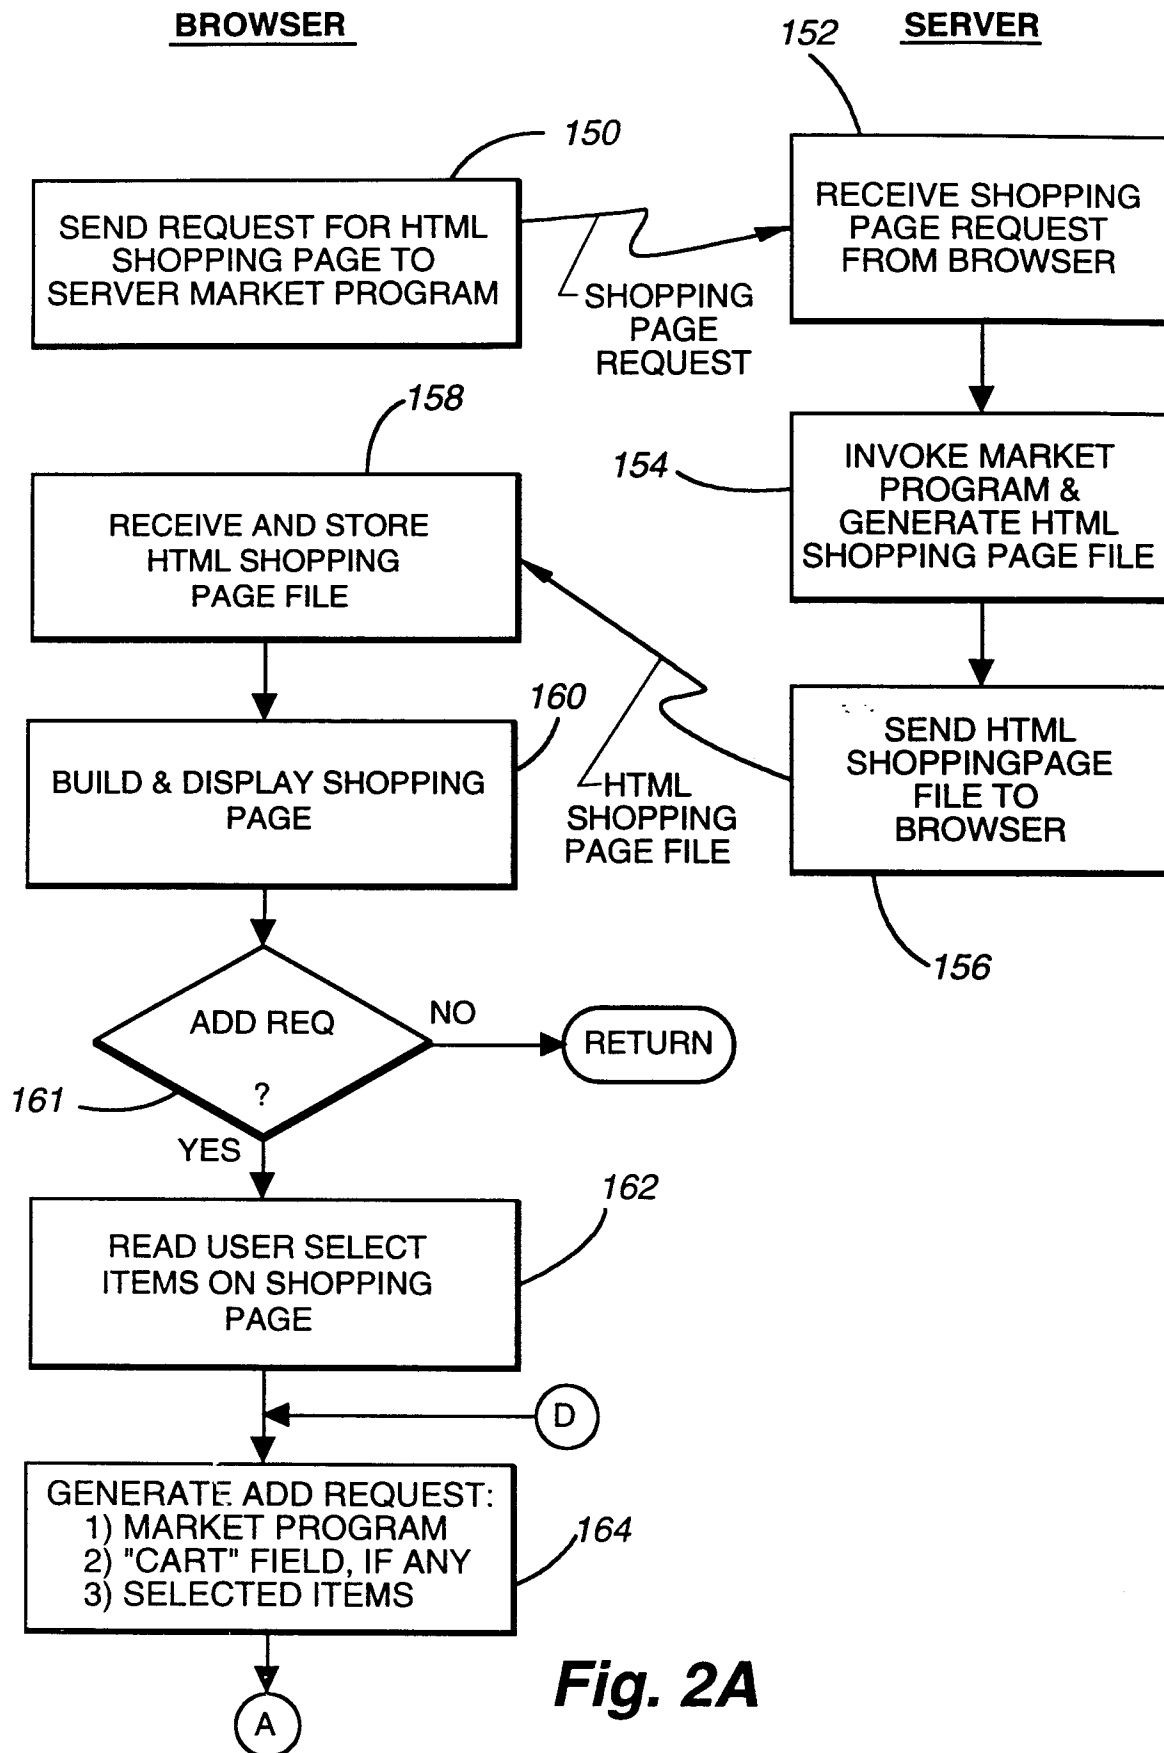 BROWSER
SERVER
152
150
SEND REQUEST FOR HTML
SHOPPING PAGE TO
SERVER MARKET PROGRAM
RECEIVE SHOPPING
PAGE REQUEST
FROM BROWSER
SHOPPING
PAGE
REQUEST
158
154
INVOKE MARKET
PROGRAM &
GENERATE HTML
SHOPPING PAGE FILE
RECEIVE AND STORE
HTML SHOPPING
PAGE FILE
160
BUILD & DISPLAY SHOPPING
PAGE
HTML
SHOPPING
PAGE FILE
SEND HTML
SHOPPINGPAGE
FILE TO
BROWSER
156
ADD REQ
?
NO
RETURN
161
YES
162
READ USER SELECT
ITEMS ON SHOPPING
PAGE
D
GENERATE ADD REQUEST:
1) MARKET PROGRAM
2) "CART" FIELD, IF ANY
3) SELECTED ITEMS
164
A
Fig. 2A